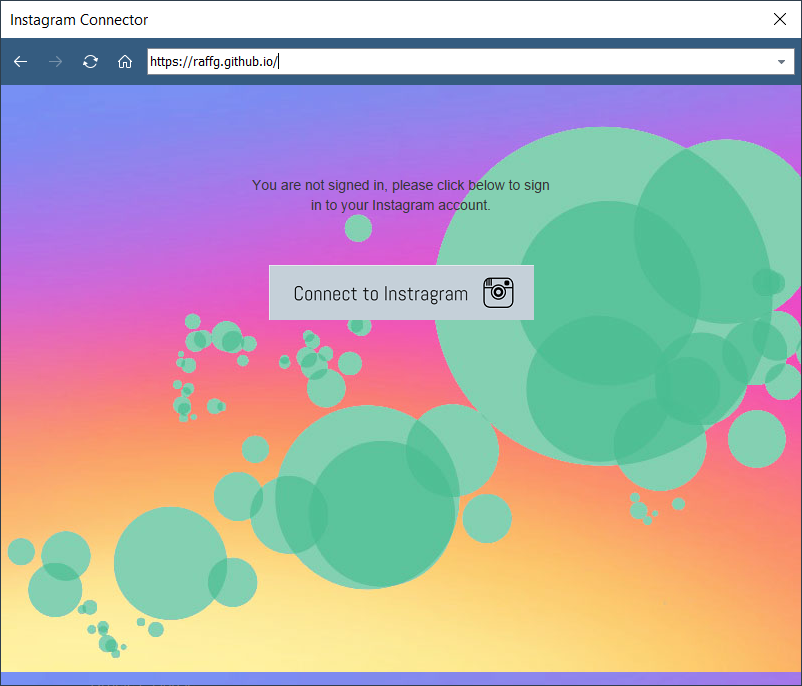 Instagram Connector
https://raffg.github.io/
You are not signed in, please click below to sign
in to your Instagram account.
Connect to Instragram